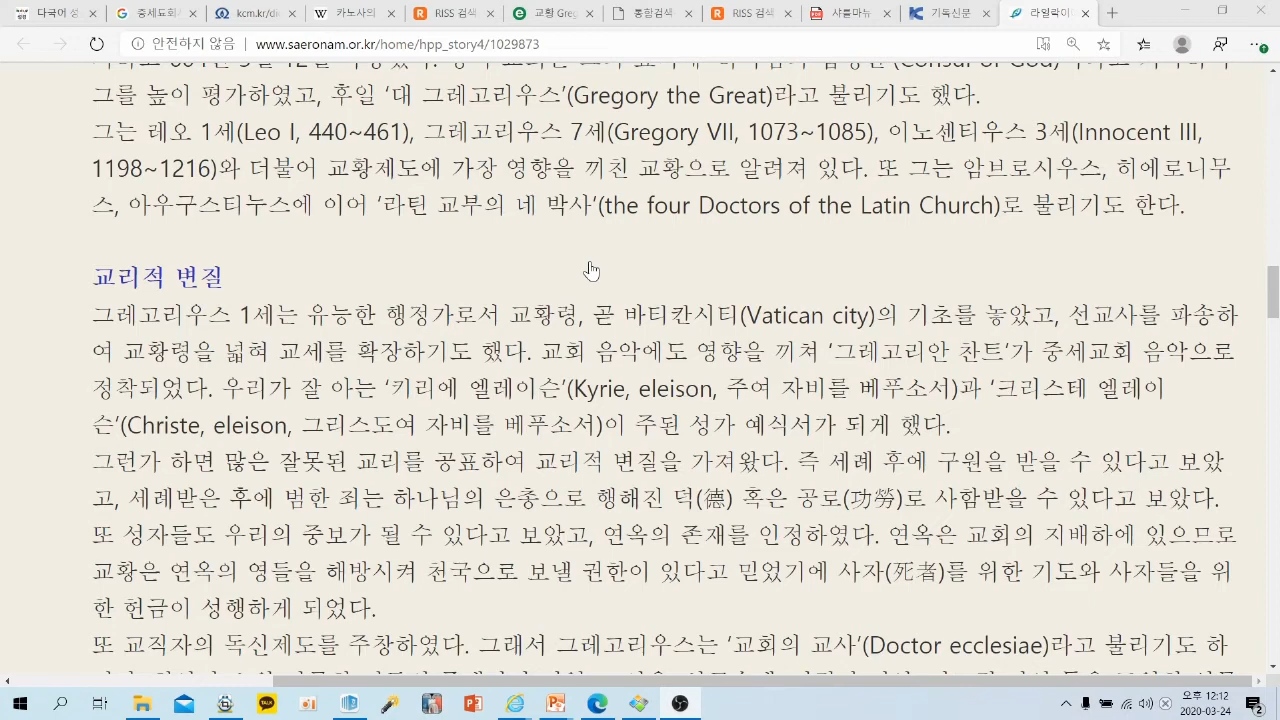 다국어 성
중세교회
kcm.kr/di
카노사의
RISS 검색
교황 Greg
통합검색
RISS 검색
사를마뉴
기독신문
라일락이
안전하지 않음 www.saeronam.or.kr/home/hpp_story4/1029873
그를 높이 평가하였고, 후일 '대 그레고리우스'(Gregory the Great)라고 불리기도 했다.
그는 레오 1세(Leo I, 440~461), 그레고리우스 7세(Gregory VII, 1073~1085), 이노센티우스 3세(Innocent III,
1198~1216)와 더불어 교황제도에 가장 영향을 끼친 교황으로 알려져 있다. 또 그는 암브로시우스, 히에로니무
스, 아우구스티누스에 이어 '라틴 교부의 네 박사'(the four Doctors of the Latin Church)로 불리기도 한다.
교리적 변질
그레고리우스 1세는 유능한 행정가로서 교황령, 곧 바티칸시티(Vatican city)의 기초를 놓았고, 선교사를 파송하
여 교황령을 넓혀 교세를 확장하기도 했다. 교회 음악에도 영향을 끼쳐 '그레고리안 찬트'가 중세교회 음악으로
정착되었다. 우리가 잘 아는 '키리에 엘레이슨'(Kyrie, eleison, 주여 자비를 베푸소서)과 '크리스테 엘레이
슨'(Christe, eleison, 그리스도여 자비를 베푸소서)이 주된 성가 예식서가 되게 했다.
그런가 하면 많은 잘못된 교리를 공표하여 교리적 변질을 가져왔다. 즉 세례 후에 구원을 받을 수 있다고 보았
고, 세례받은 후에 범한 죄는 하나님의 은총으로 행해진 덕(德) 혹은 공로(功勞)로 사함받을 수 있다고 보았다.
또 성자들도 우리의 중보가 될 수 있다고 보았고, 연옥의 존재를 인정하였다. 연옥은 교회의 지배하에 있으므로
교황은 연옥의 영들을 해방시켜 천국으로 보낼 권한이 있다고 믿었기에 사자(死者)를 위한 기도와 사자들을 위
한 헌금이 성행하게 되었다.
또 교직자의 독신제도를 주창하였다. 그래서 그레고리우스는 '교회의 교사'(Doctor ecclesiae)라고 불리기도 하
오후 12:12
2020-03-24